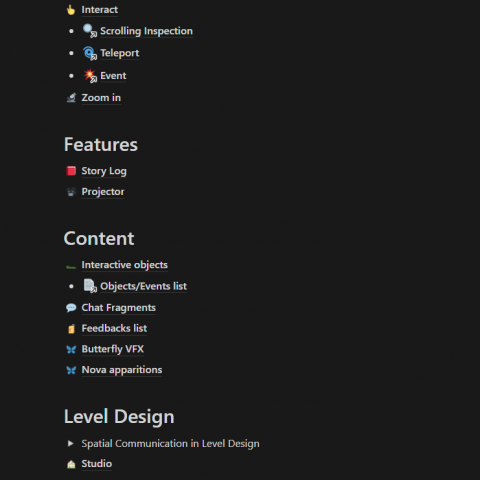 Interact
Scrolling Inspection
Teleport
Event
Zoom in
Features
Story Log
Projector
Content
Interactive objects
Objects/Events list
Chat Fragments
Feedbacks list
Butterfly VFX
Nova apparitions
Level Design
Spatial Communication in Level Design
Studio